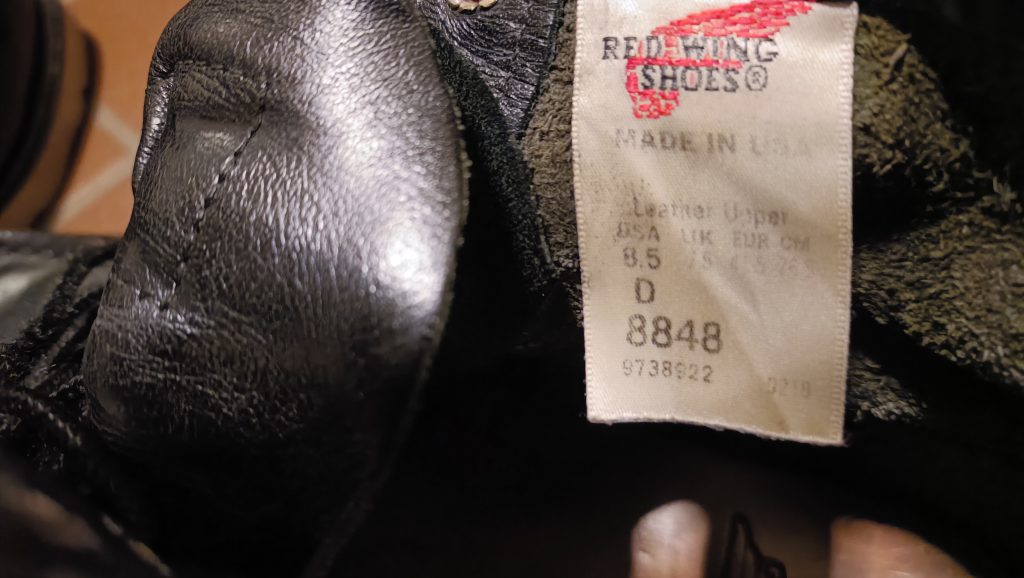 RED WING
SHOES®
MADE IN USA
Leather Upper
USA UK EUR CM
8.5
D
8848
9738922